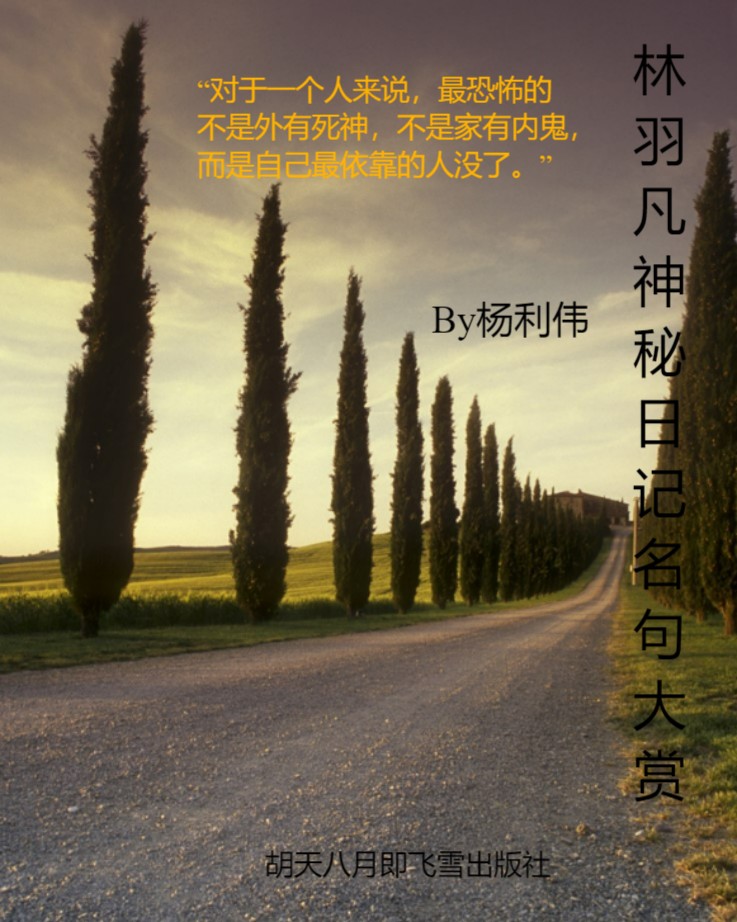 “对于一个人来说，最恐怖的
不是外有死神，不是家有内鬼，
而是自己最依靠的人没了。”
By杨利伟
林羽凡神秘日记名句大赏
胡天八月即飞雪出版社